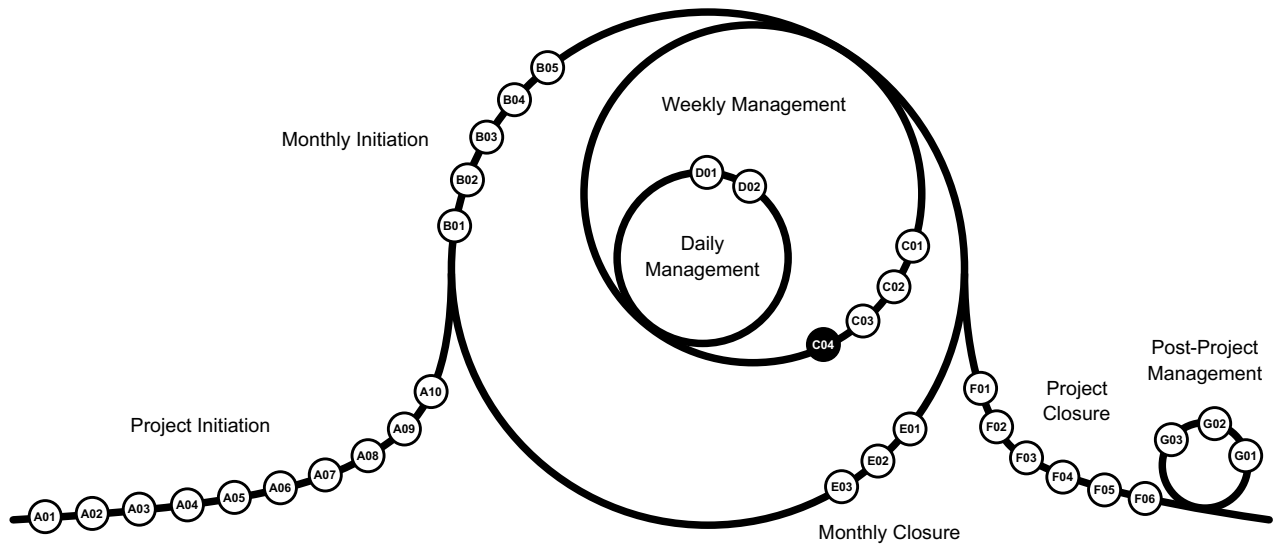 Project Initiation
A01
A02
A03
A04
A05
A06
A07
A08
A09
A10
Monthly Initiation
B01
B02
B03
B04
B05
Weekly Management
C01
C02
C03
C04
Daily
Management
D01
D02
Monthly Closure
E01
E02
E03
Project
Closure
F01
F02
F03
F04
F05
F06
Post-Project
Management
G01
G02
G03